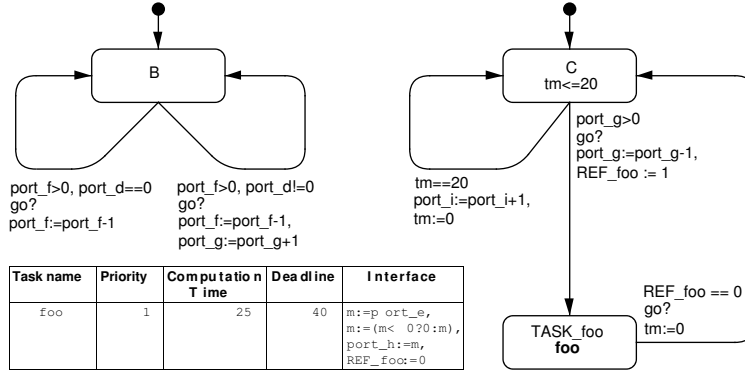 B
port_f>0, port_d==0
go?
port_f:=port_f-1
port_f>0, port_d!=0
go?
port_f:=port_f-1,
port_g:=port_g+1
C
tm<=20
tm==20
port_i:=port_i+1,
tm:=0
port_g>0
go?
port_g:=port_g-1,
REF_foo := 1
Task name Priority Computation Time Deadline Interface
foo 1 25 40 m:=p ort_e,
m:=(m< 0?0:m),
port_h:=m,
REF_foo:=0
TASK_foo
foo
REF_foo == 0
go?
tm:=0